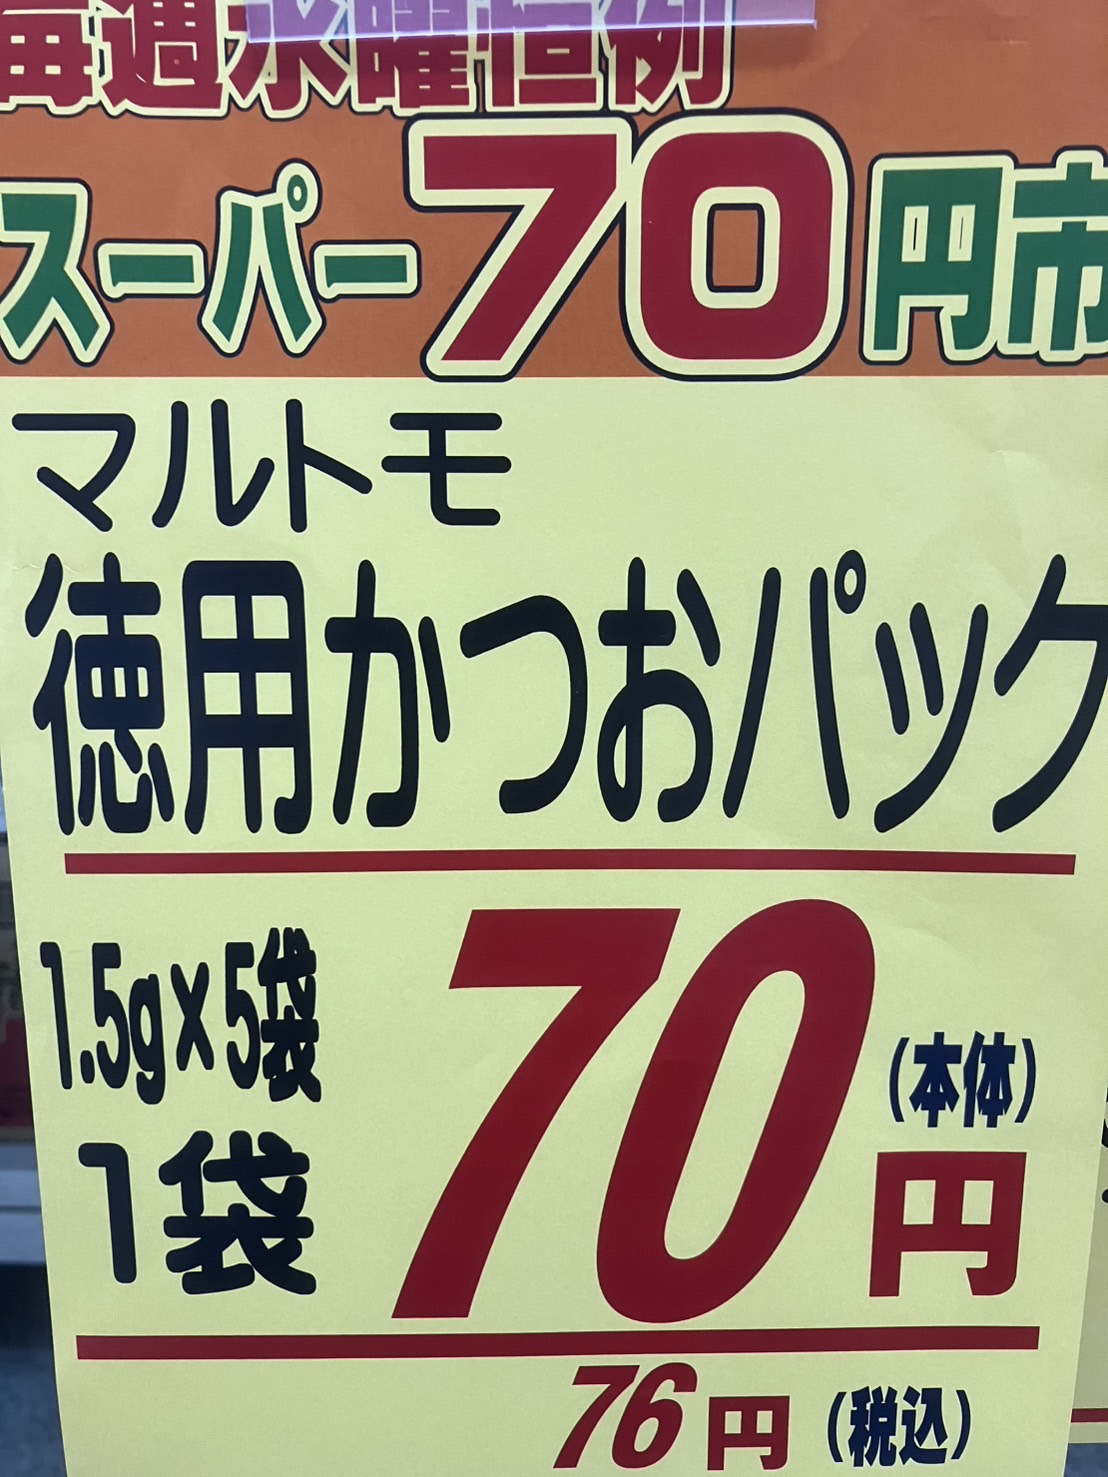 毎週水曜恒例
スーパー70円市
マルトモ
徳用かつおパック
1.5g×5袋
1袋
70円
(本体)
76円(税込)